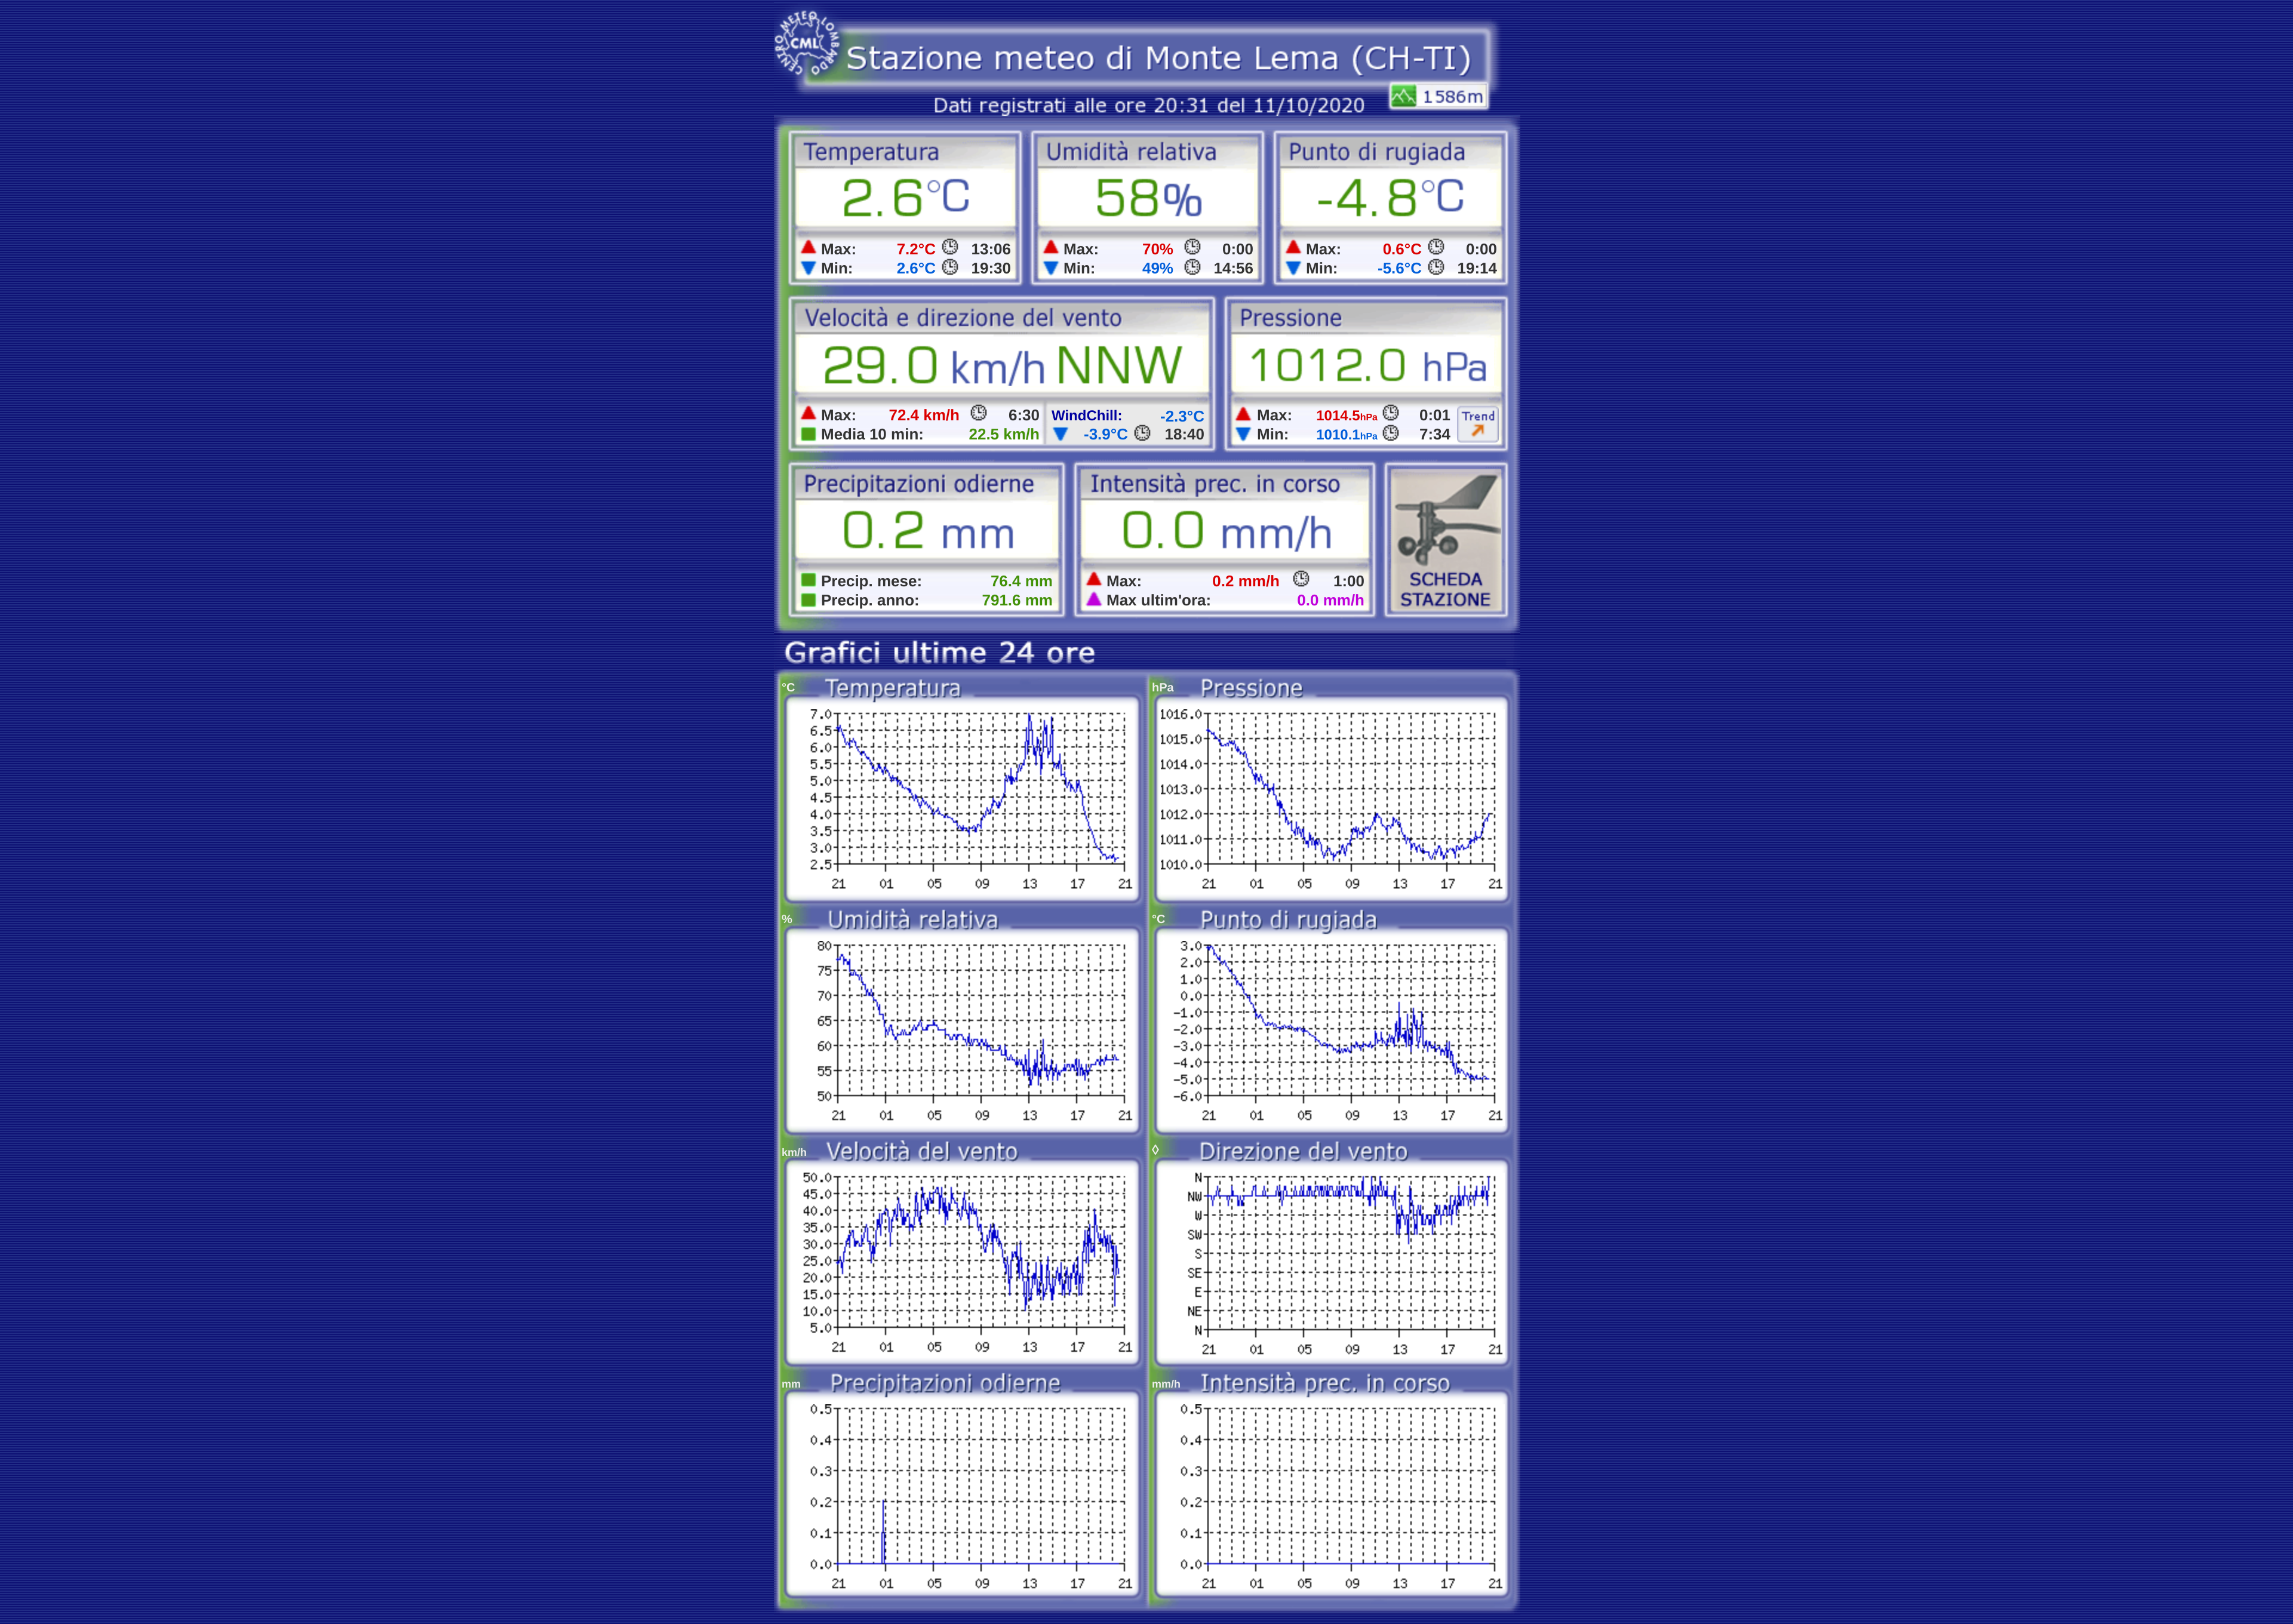 CENTRO METEO LOMBARDO
CML
Stazione meteo di Monte Lema (CH-TI)
Dati registrati alle ore 20:31 del 11/10/2020
1586m
Temperatura
2.6°C
Max: 7.2°C 13:06
Min: 2.6°C 19:30
Umidità relativa
58%
Max: 70% 0:00
Min: 49% 14:56
Punto di rugiada
-4.8°C
Max: 0.6°C 0:00
Min: -5.6°C 19:14
Velocità e direzione del vento
29.0 km/h NNW
Max: 72.4 km/h 6:30
Media 10 min: 22.5 km/h
WindChill: -2.3°C
-3.9°C 18:40
Pressione
1012.0 hPa
Max: 1014.5hPa 0:01
Min: 1010.1hPa 7:34
Trend
Precipitazioni odierne
0.2 mm
Precip. mese: 76.4 mm
Precip. anno: 791.6 mm
Intensità prec. in corso
0.0 mm/h
Max: 0.2 mm/h 1:00
Max ultim'ora: 0.0 mm/h
SCHEDA
STAZIONE
Grafici ultime 24 ore
°C Temperatura
7.0
6.5
6.0
5.5
5.0
4.5
4.0
3.5
3.0
2.5
21 01 05 09 13 17 21
hPa Pressione
1016.0
1015.0
1014.0
1013.0
1012.0
1011.0
1010.0
21 01 05 09 13 17 21
% Umidità relativa
80
75
70
65
60
55
50
21 01 05 09 13 17 21
°C Punto di rugiada
3.0
2.0
1.0
0.0
-1.0
-2.0
-3.0
-4.0
-5.0
-6.0
21 01 05 09 13 17 21
km/h Velocità del vento
50.0
45.0
40.0
35.0
30.0
25.0
20.0
15.0
10.0
5.0
21 01 05 09 13 17 21
◊ Direzione del vento
N
NW
W
SW
S
SE
E
NE
N
21 01 05 09 13 17 21
mm Precipitazioni odierne
0.5
0.4
0.3
0.2
0.1
0.0
21 01 05 09 13 17 21
mm/h Intensità prec. in corso
0.5
0.4
0.3
0.2
0.1
0.0
21 01 05 09 13 17 21